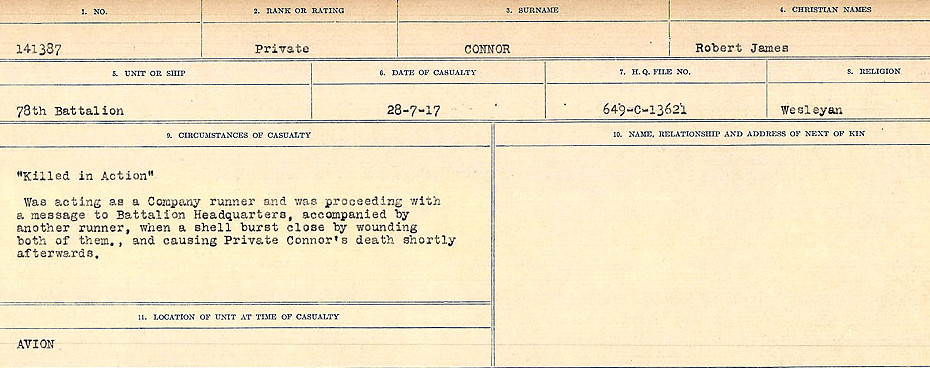 1. NO. 2. RANK OR RATING 3. SURNAME 4. CHRISTIAN NAMES
141387 Private CONNOR Robert James
5. UNIT OR SHIP 6. DATE OF CASUALTY 7. H. Q. FILE NO. 8. RELIGION
78th Battalion 28-7-17 649-C-13621 Wesleyan
9. CIRCUMSTANCES OF CASUALTY 10. NAME, RELATIONSHIP AND ADDRESS OF NEXT OF KIN
"Killed in Action"
Was acting as a Company runner and was proceeding with
a message to Battalion Headquarters, accompanied by
another runner, when a shell burst close by wounding
both of them., and causing Private Connor's death shortly
afterwards.
11. LOCATION OF UNIT AT TIME OF CASUALTY
AVION